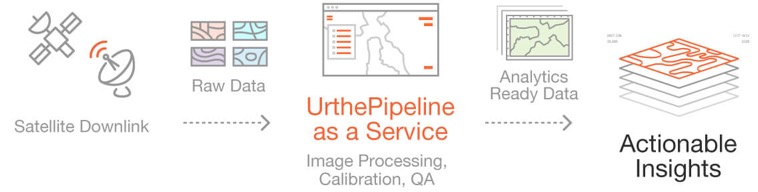 Satellite Downlink
Raw Data
UrthePipeline
as a Service
Image Processing,
Calibration, QA
Analytics
Ready Data
Actionable
Insights